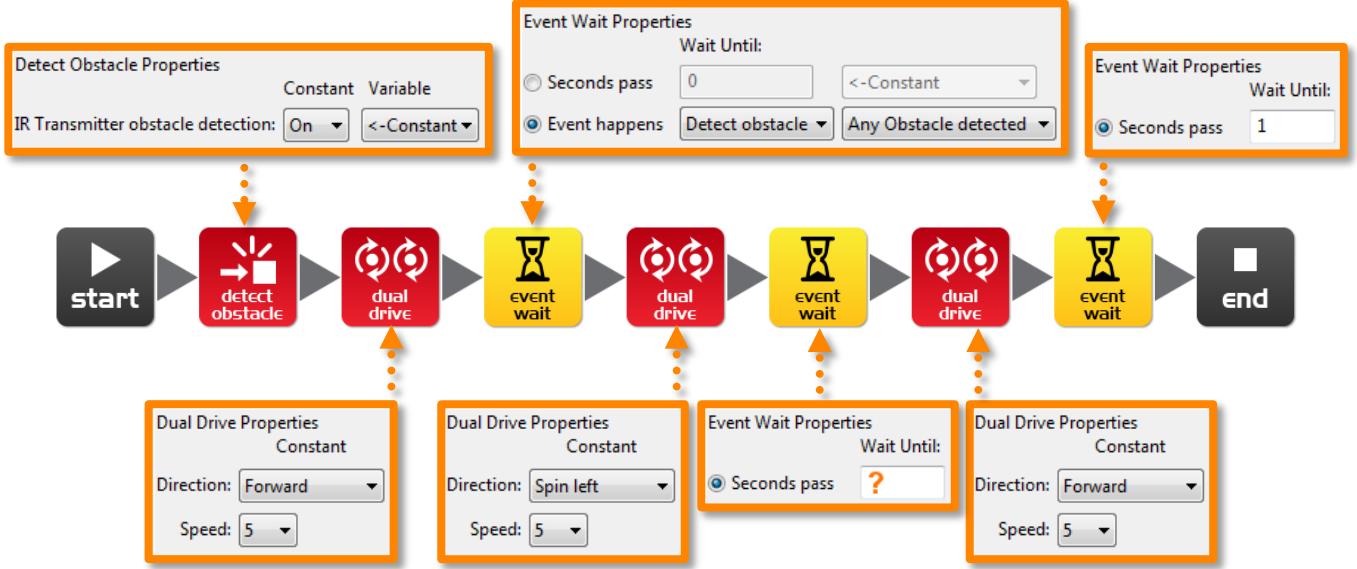 Detect Obstacle Properties
Constant Variable
IR Transmitter obstacle detection: On <-Constant
Event Wait Properties
Wait Until:
Seconds pass 0 <-Constant
Event happens Detect obstacle Any Obstacle detected
Event Wait Properties
Wait Until:
Seconds pass 1
start
detect
obstacle
dual
drive
event
wait
dual
drive
event
wait
dual
drive
event
wait
end
Dual Drive Properties
Constant
Direction: Forward
Speed: 5
Dual Drive Properties
Constant
Direction: Spin left
Speed: 5
Event Wait Properties
Wait Until:
Seconds pass ?
Dual Drive Properties
Constant
Direction: Forward
Speed: 5